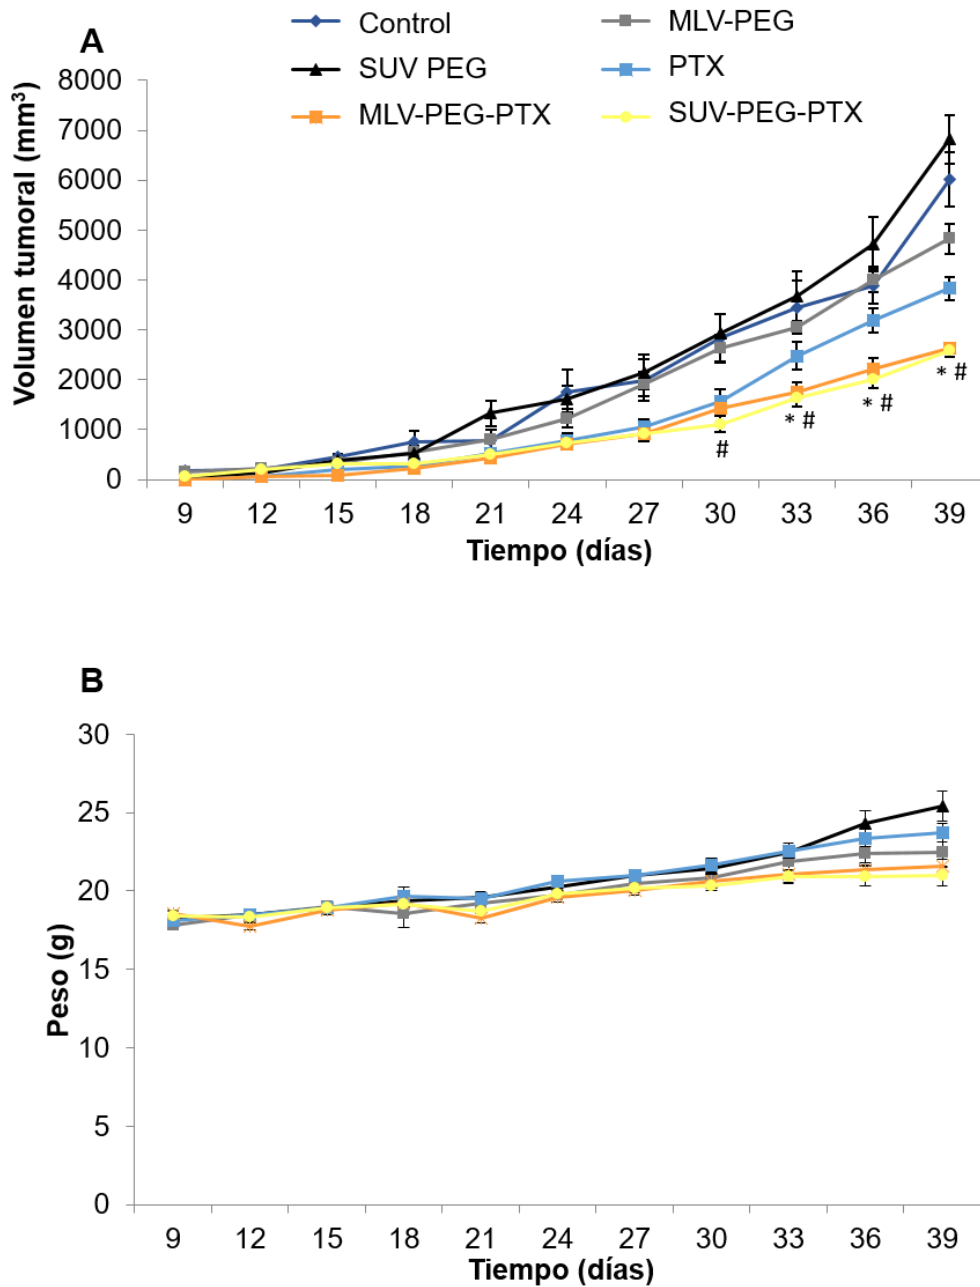 A
Control
MLV-PEG
SUV PEG
PTX
MLV-PEG-PTX
SUV-PEG-PTX
Volumen tumoral (mm³)
8000
7000
6000
5000
4000
3000
2000
1000
0
* #
* #
* #
#
9 12 15 18 21 24 27 30 33 36 39
Tiempo (días)
B
Peso (g)
30
25
20
15
10
5
0
9 12 15 18 21 24 27 30 33 36 39
Tiempo (días)